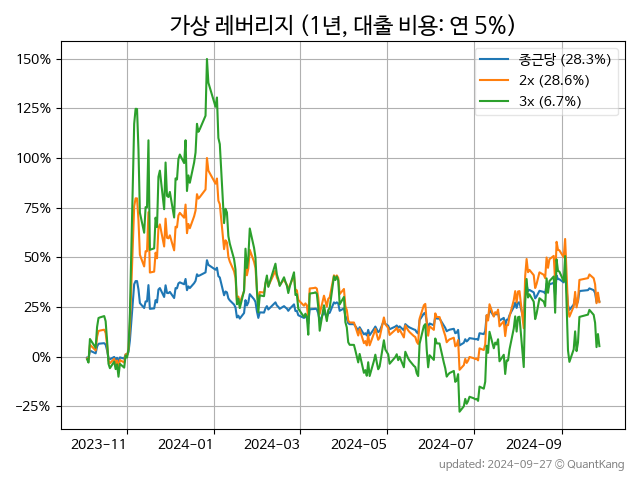 가상 레버리지 (1년, 대출 비용: 연 5%)
150%
125%
100%
75%
50%
25%
0%
−25%
종근당 (28.3%)
2x (28.6%)
3x (6.7%)
2023-11
2024-01
2024-03
2024-05
2024-07
2024-09
updated: 2024-09-27 © QuantKang